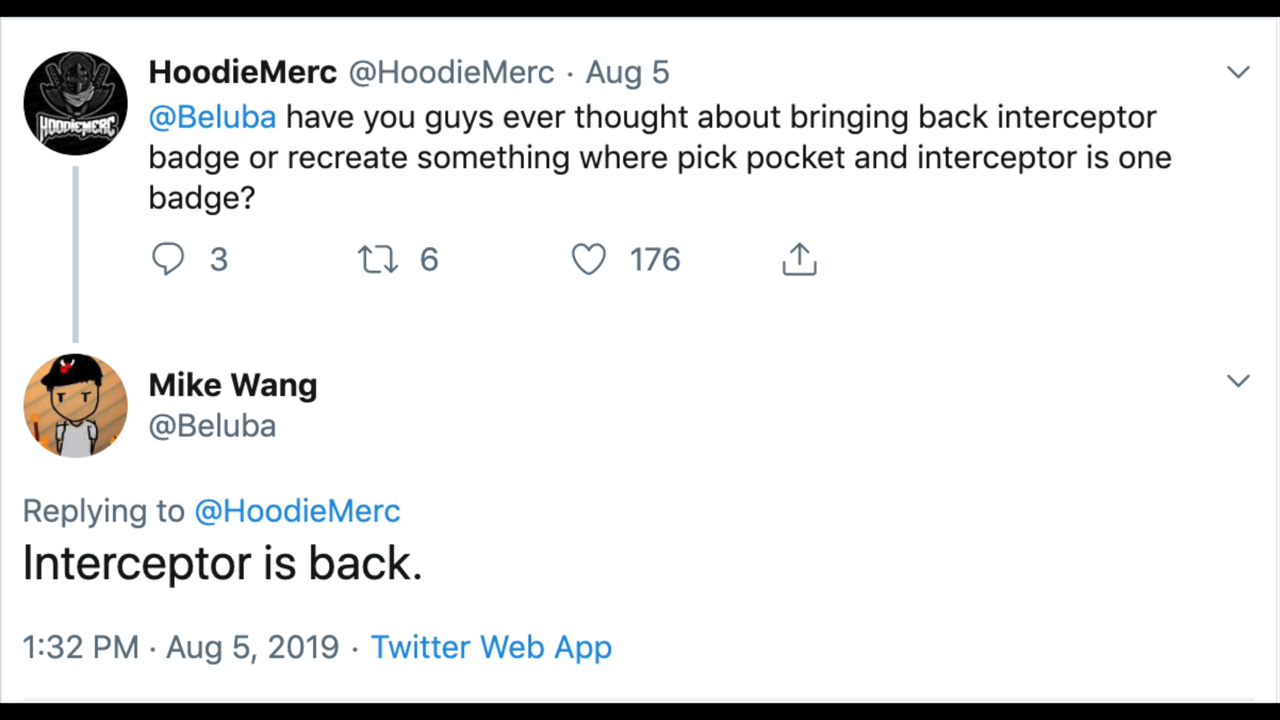 HoodieMerc @HoodieMerc · Aug 5
@Beluba have you guys ever thought about bringing back interceptor
badge or recreate something where pick pocket and interceptor is one
badge?
3 6 176
HOODIEMERC
Mike Wang
@Beluba
Replying to @HoodieMerc
Interceptor is back.
1:32 PM · Aug 5, 2019 · Twitter Web App